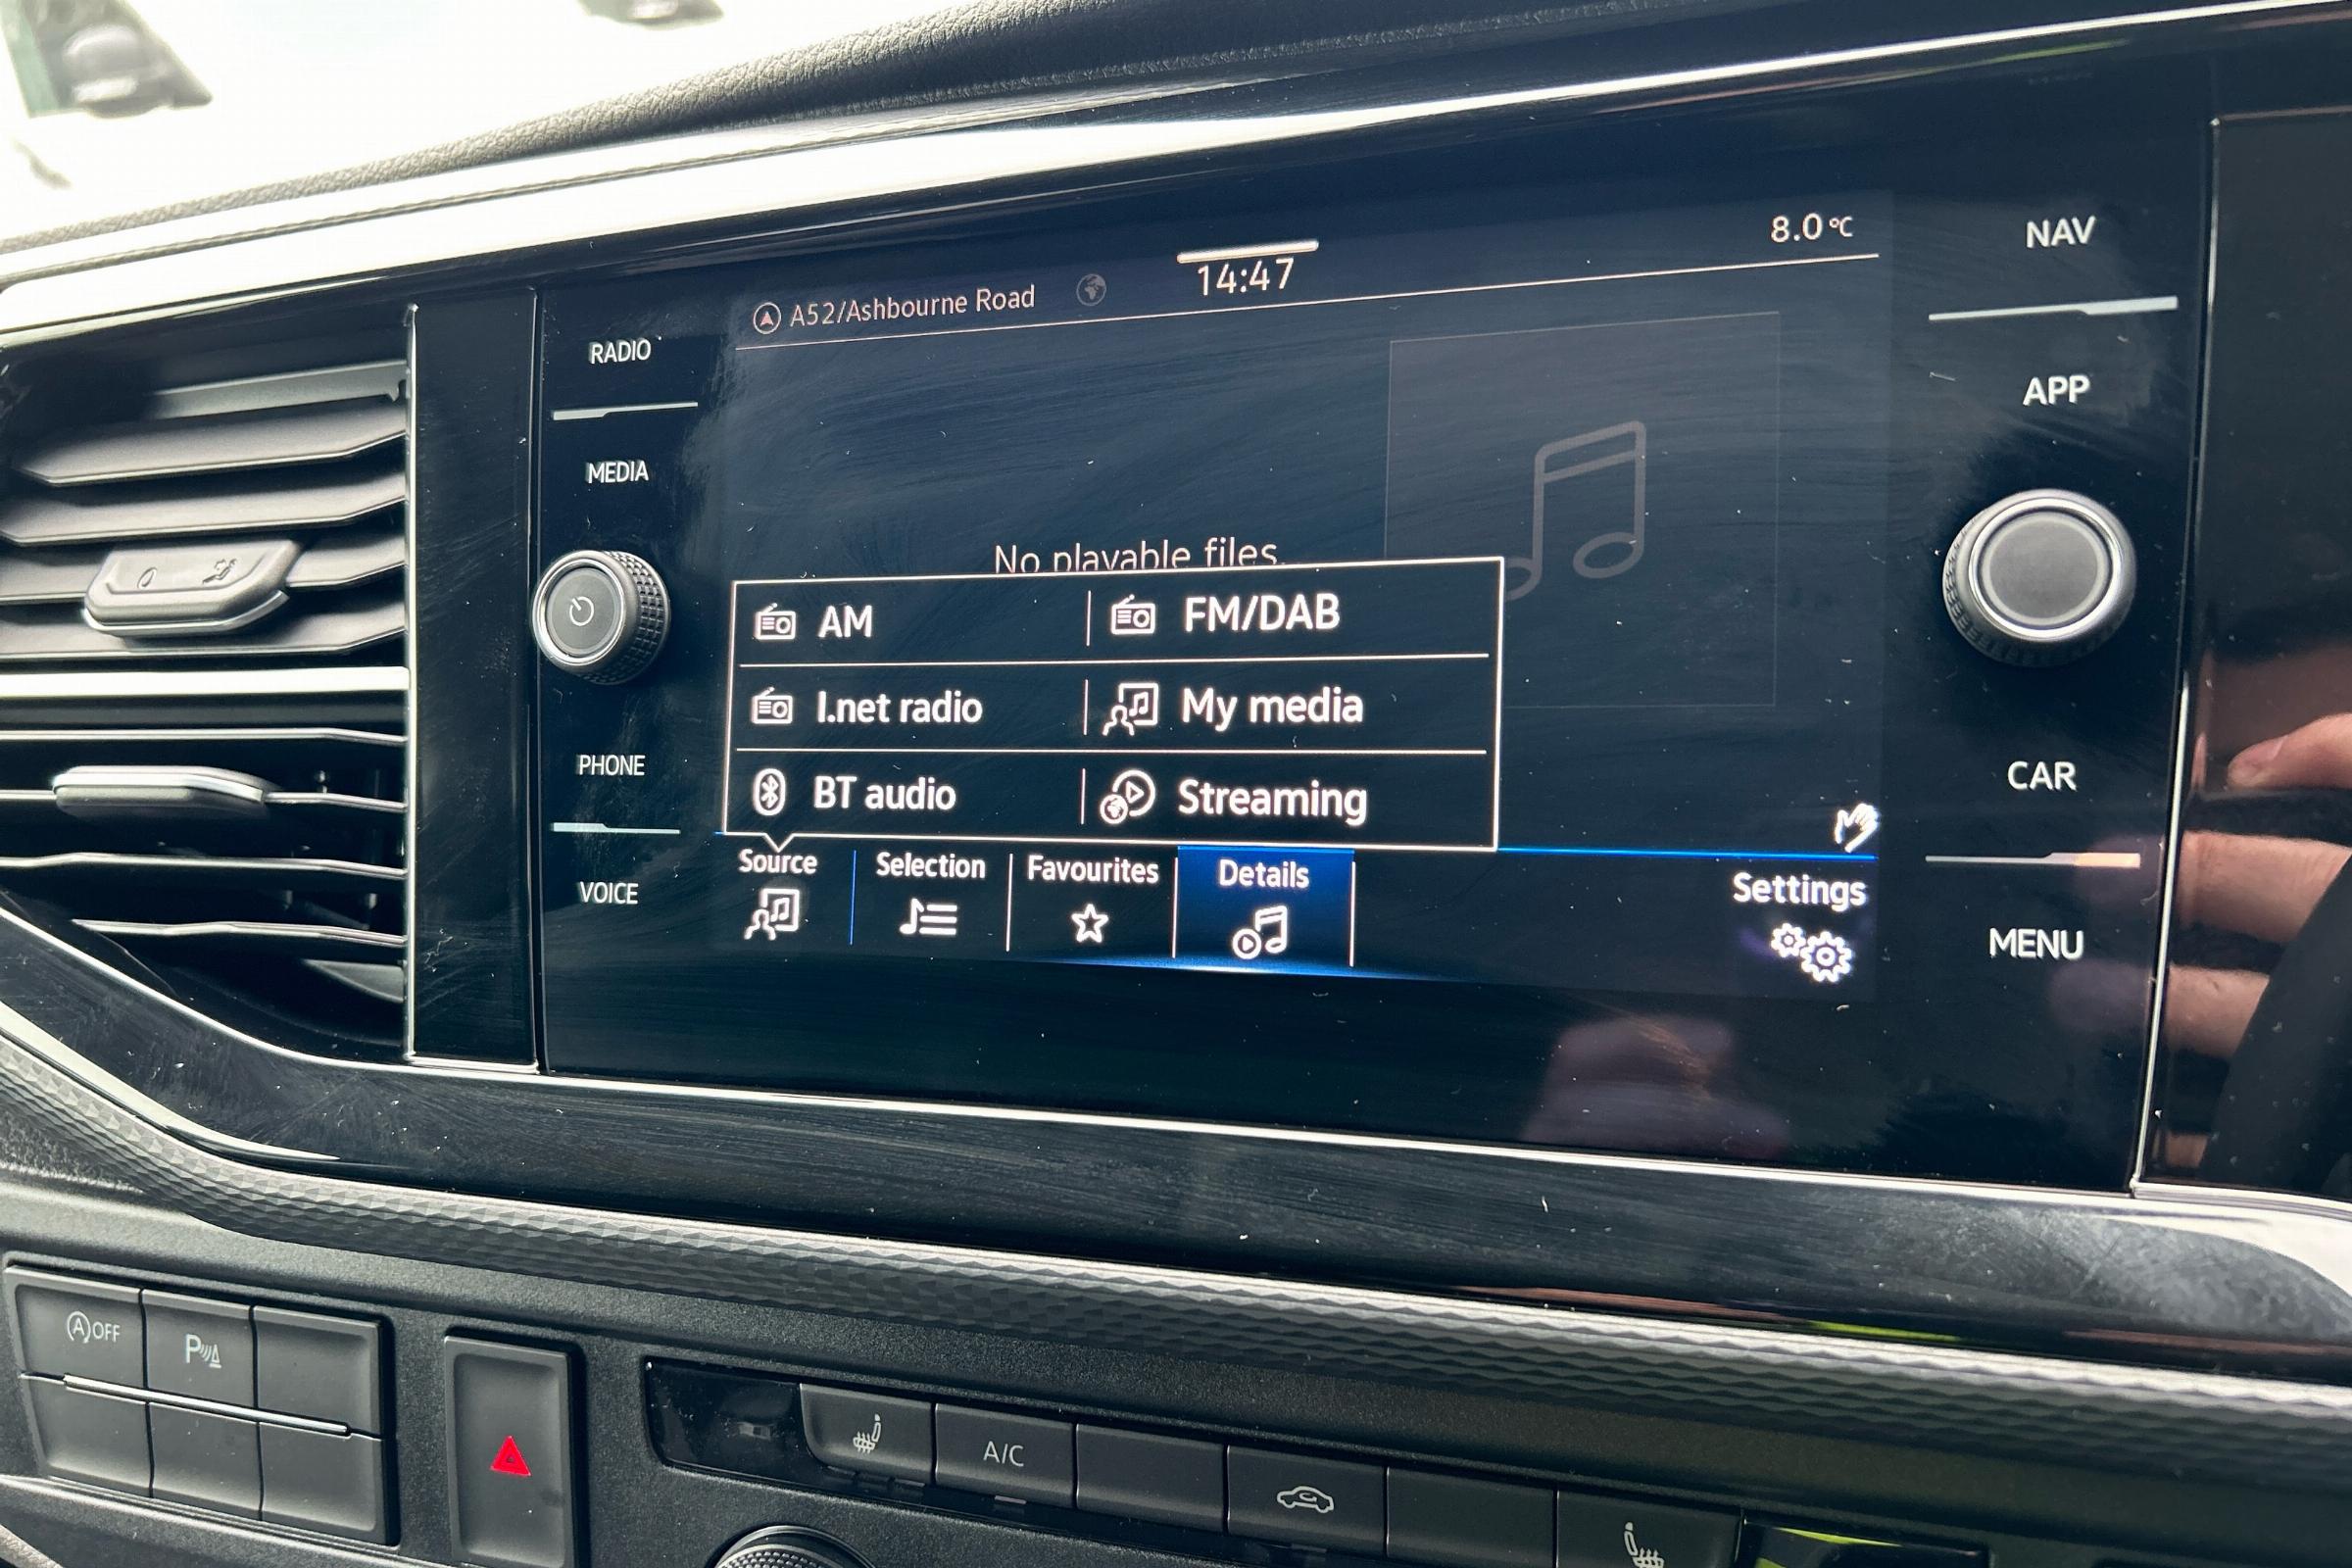 A52/Ashbourne Road
14:47
8.0 °C
NAV
APP
RADIO
MEDIA
PHONE
VOICE
No playable files.
AM
FM/DAB
I.net radio
My media
BT audio
Streaming
Source
Selection
Favourites
Details
Settings
CAR
MENU
A OFF
P
A/C